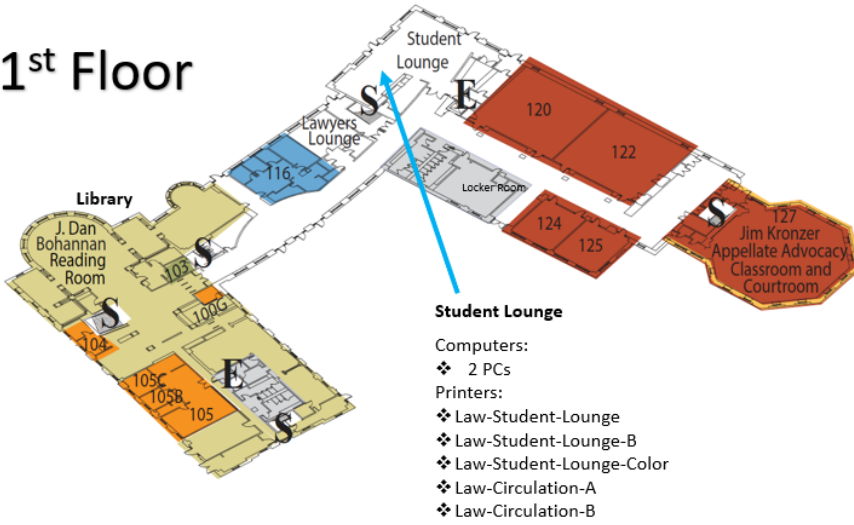 1st Floor
Student
Lounge
S
E
Lawyers
Lounge
120
122
116
Locker Room
Library
J. Dan
Bohannan
Reading
Room
S
103
124
125
S
127
Jim Kronzer
Appellate Advocacy
Classroom and
Courtroom
100G
S
104
E
105C
105B
105
S
Student Lounge
Computers:
❖ 2 PCs
Printers:
❖ Law-Student-Lounge
❖ Law-Student-Lounge-B
❖ Law-Student-Lounge-Color
❖ Law-Circulation-A
❖ Law-Circulation-B